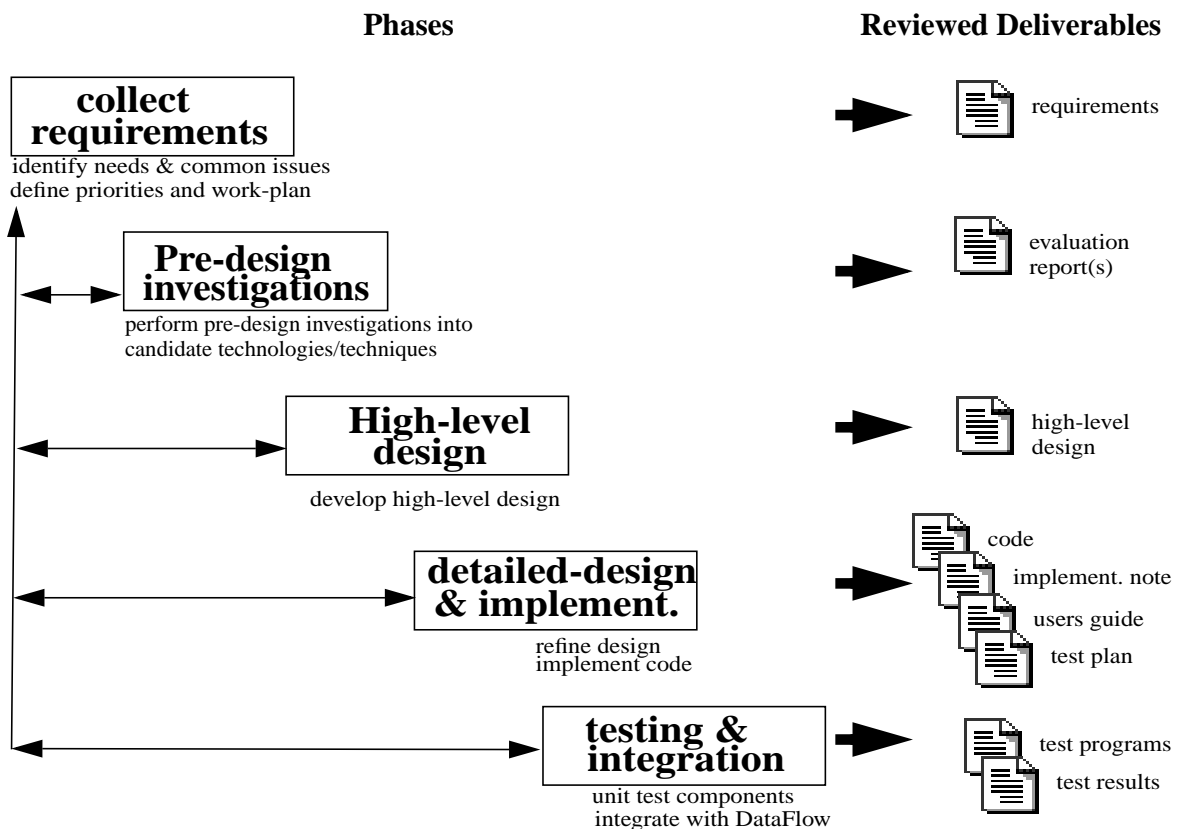 Phases
Reviewed Deliverables
collect
requirements
identify needs & common issues
define priorities and work-plan
requirements
Pre-design
investigations
perform pre-design investigations into
candidate technologies/techniques
evaluation
report(s)
High-level
design
develop high-level design
high-level
design
detailed-design
& implement.
refine design
implement code
code
implement. note
users guide
test plan
testing &
integration
unit test components
integrate with DataFlow
test programs
test results